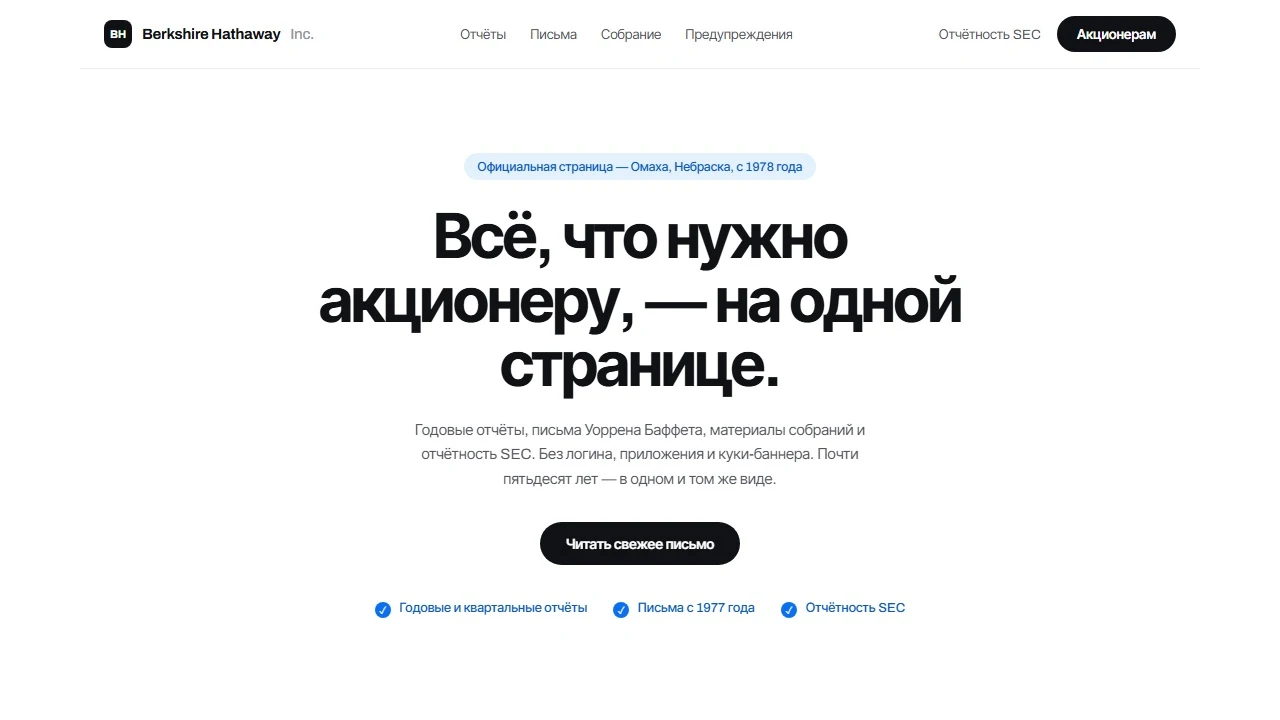 BH Berkshire Hathaway Inc. Отчёты Письма Собрание Предупреждения Отчётность SEC Акционерам
Официальная страница — Омаха, Небраска, с 1978 года
Всё, что нужно
акционеру, — на одной
странице.
Годовые отчёты, письма Уоррена Баффета, материалы собраний и
отчётность SEC. Без логина, приложения и куки-баннера. Почти
пятьдесят лет — в одном и том же виде.
Читать свежее письмо
✓ Годовые и квартальные отчёты ✓ Письма с 1977 года ✓ Отчётность SEC